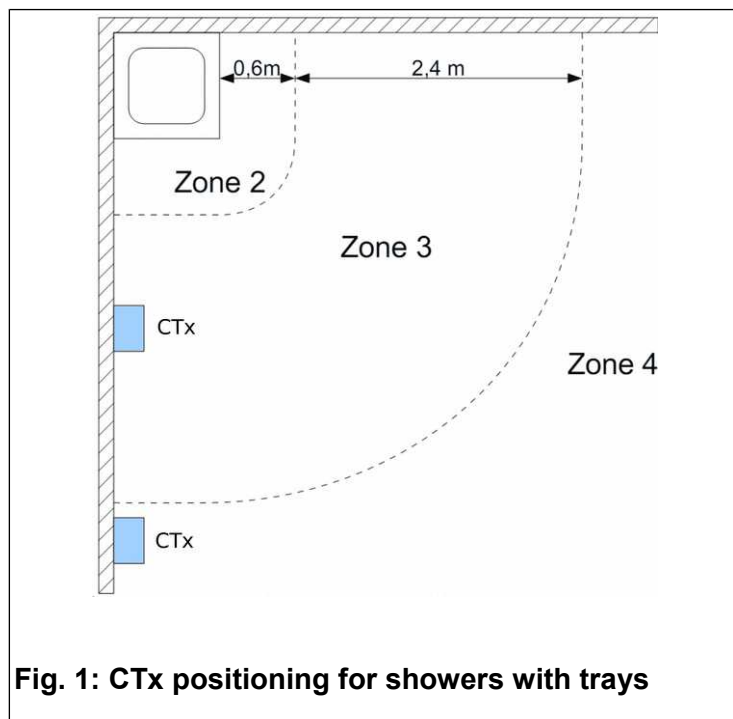 0,6m
2,4 m
Zone 2
Zone 3
CTx
Zone 4
CTx
Fig. 1: CTx positioning for showers with trays